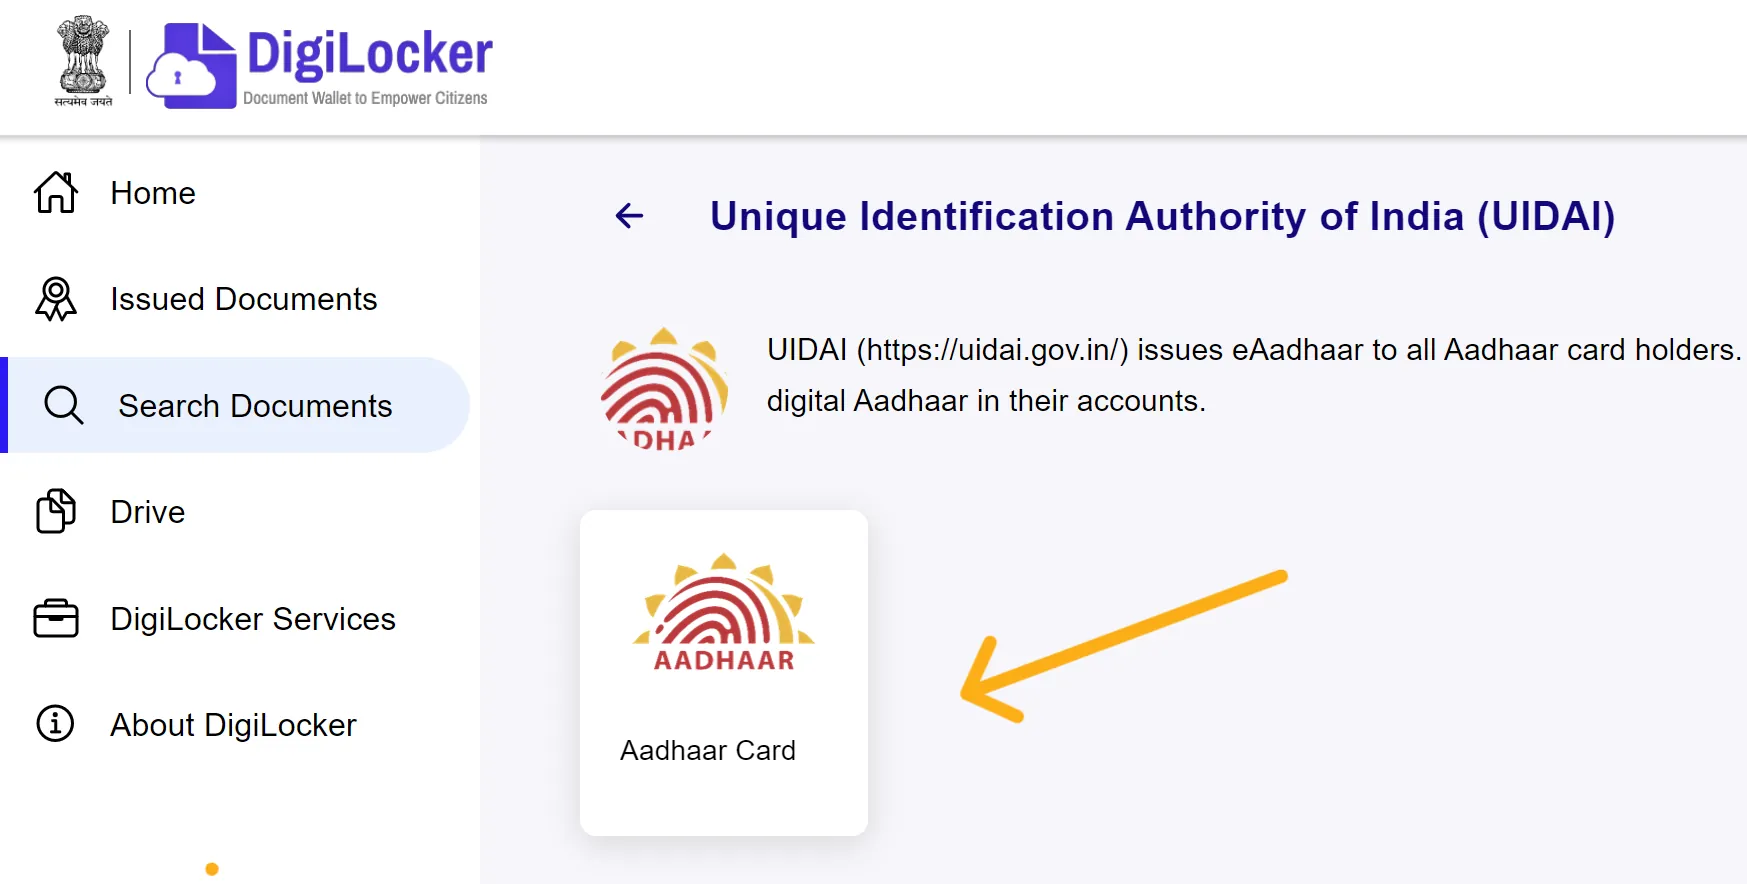 सत्यमेव जयते
DigiLocker
Document Wallet to Empower Citizens
Home
Issued Documents
Search Documents
Drive
DigiLocker Services
About DigiLocker
Unique Identification Authority of India (UIDAI)
UIDAI (https://uidai.gov.in/) issues eAadhaar to all Aadhaar card holders.
digital Aadhaar in their accounts.
DHA
AADHAAR
Aadhaar Card